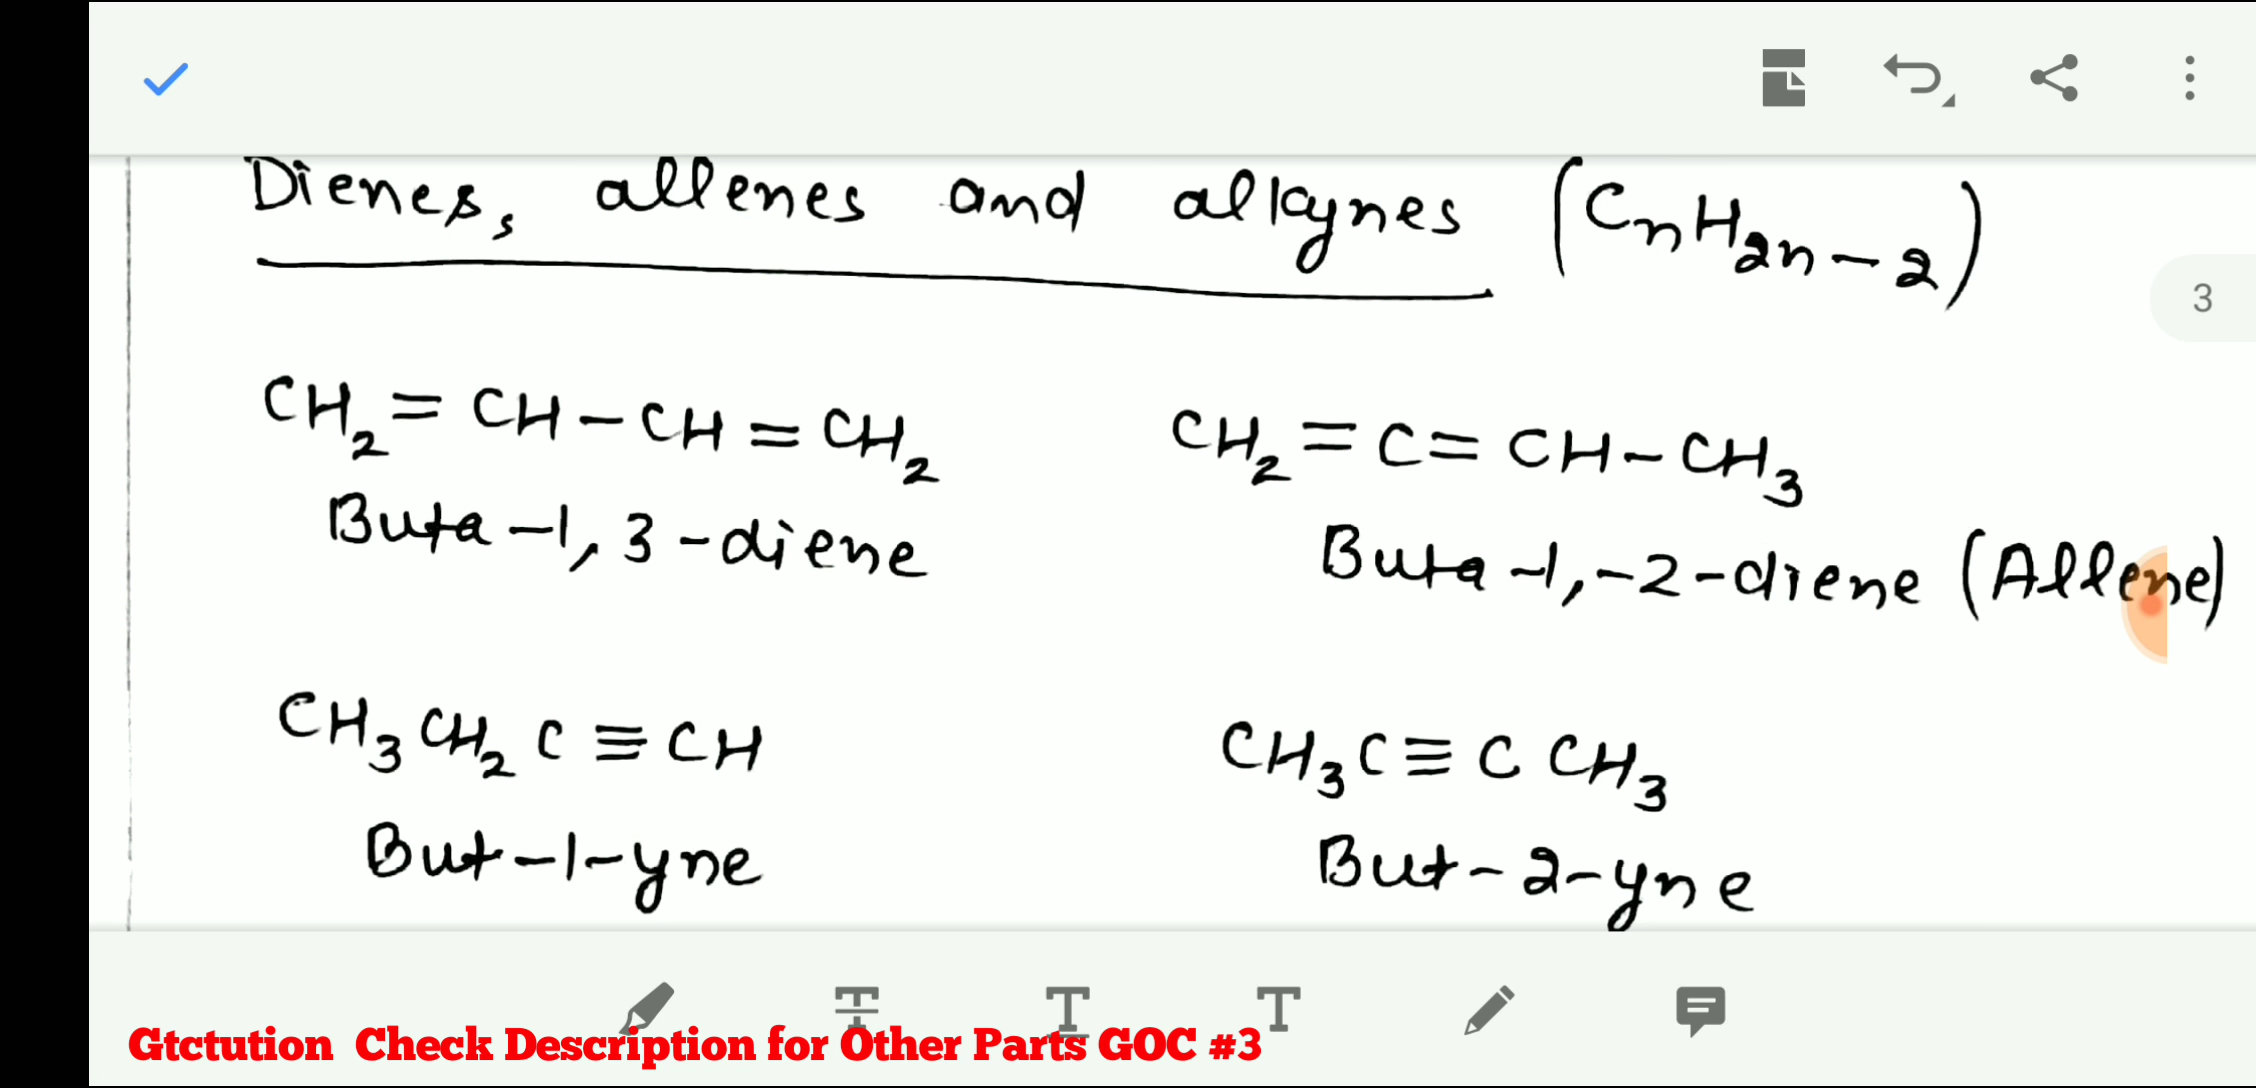 Dienes, allenes and alkynes (CnH2n-2)
3
CH2=CH-CH=CH2
CH2=C=CH-CH3
Buta-1,3-diene
Buta-1,-2-diene (Allene)
CH3CH2C≡CH
CH3C≡CCH3
But-1-yne
But-2-yne
T T T
Gtctution Check Description for Other Parts GOC #3